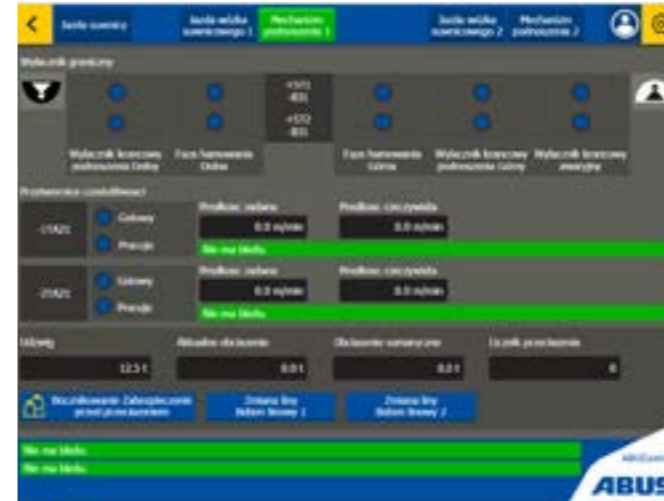 Jazda suwnicy
Jazda wózka suwnicowego 1
Mechanizm podnoszenia 1
Jazda wózka suwnicowego 2
Mechanizm podnoszenia 2
Wyłącznik graniczny
Wyłącznik krańcowy podnoszenia Dolny
Faza hamowania Dolna
Faza hamowania Górna
Wyłącznik krańcowy podnoszenia Górny
Wyłącznik krańcowy awaryjny
Przetwornica częstotliwości
Gotowy
Pracuje
Prędkość zadana
0.0 m/min
Prędkość rzeczywista
0.0 m/min
Nie ma błędu
Gotowy
Pracuje
Prędkość zadana
0.0 m/min
Prędkość rzeczywista
0.0 m/min
Nie ma błędu
Udźwig
Aktualne obciążenie
Obciążenie sumaryczne
Licznik przeciążenia
12.5 t
0.0 t
0.0 t
0
Zabezpieczenie przed przeciążeniem
Zmiana liny
1
Zmiana liny
2
Nie ma błędu
Nie ma błędu
ABUS